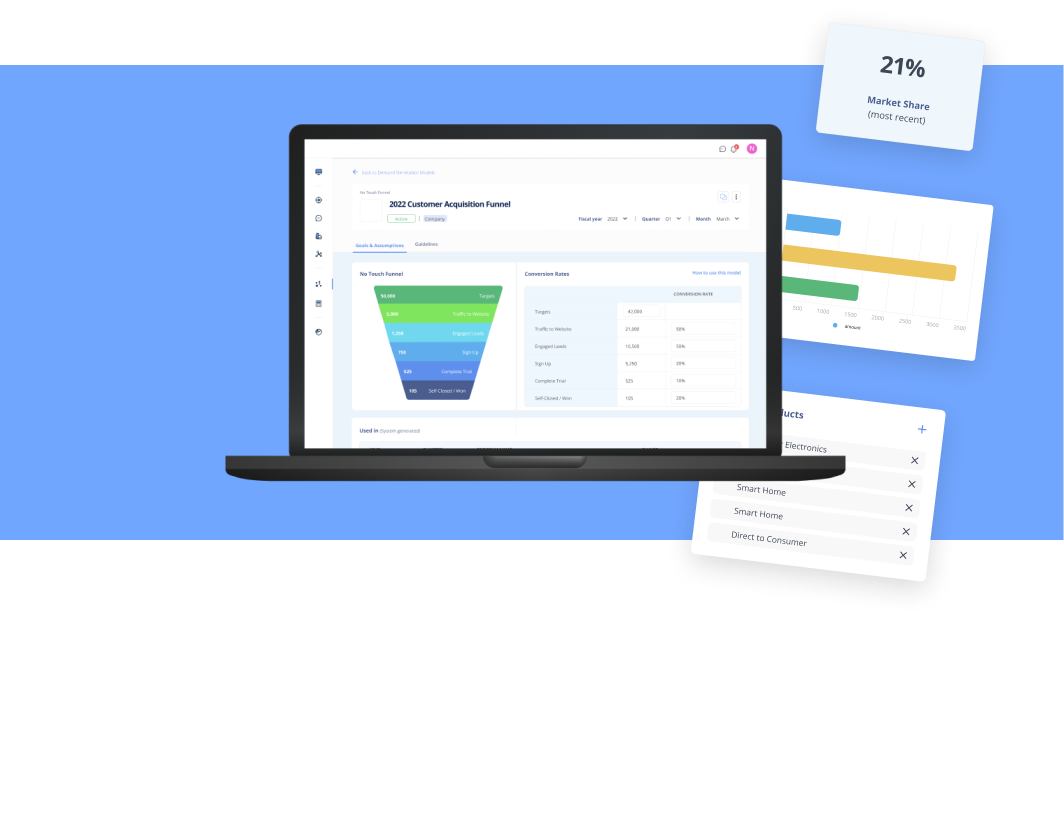 21%
Market Share
(most recent)
N
back to Demand Generation Models
No Touch Funnel
2022 Customer Acquisition Funnel
Active | Company
Fiscal year 2023 | Quarter Q1 | Month March
Goals & Assumptions Guidelines
No Touch Funnel
50,000 Targets
5,000 Traffic to Website
1,250 Engaged Leads
750 Sign Up
525 Complete Trial
105 Self-Closed / Won
Conversion Rates How to use this model
CONVERSION RATE
Targets 42,000
Traffic to Website 21,000 50%
Engaged Leads 10,500 50%
Sign Up 5,250 20%
Complete Trial 525 10%
Self-Closed / Won 105 20%
Used in (System generated)
500 1000 1500 2000 2500 3000 3500
amount
ducts
Electronics
Smart Home
Smart Home
Direct to Consumer